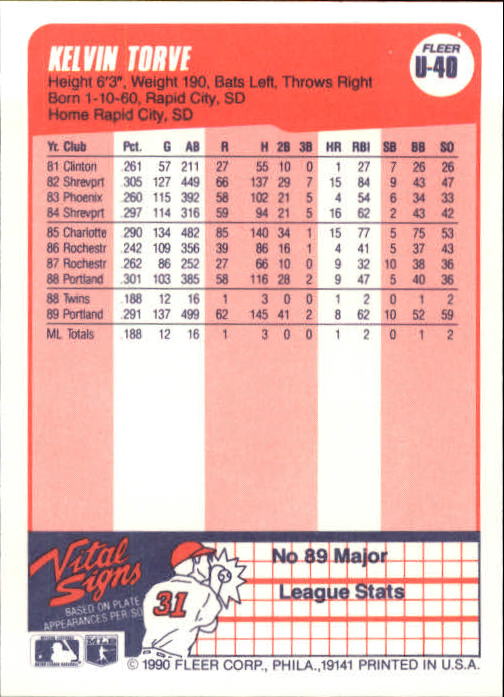 KELVIN TORVE
FLEER
U-40
Height 6'3", Weight 190, Bats Left, Throws Right
Born 1-10-60, Rapid City, SD
Home Rapid City, SD
Yr. Club Pct. G AB R H 2B 3B HR RBI SB BB SO
81 Clinton .261 57 211 27 55 10 0 1 27 7 26 26
82 Shrevprt .305 127 449 66 137 29 7 15 84 9 43 47
83 Phoenix .260 115 392 58 102 21 5 4 54 6 34 33
84 Shrevprt .297 114 316 59 94 21 5 16 62 2 43 42
85 Charlotte .290 134 482 85 140 34 1 15 77 5 75 53
86 Rochestr .242 109 356 39 86 16 1 4 41 5 37 43
87 Rochestr .262 86 252 27 66 10 0 9 32 10 38 36
88 Portland .301 103 385 58 116 28 2 9 47 5 40 36
88 Twins .188 12 16 1 3 0 0 1 2 0 1 2
89 Portland .291 137 499 62 145 41 2 8 62 10 52 59
ML Totals .188 12 16 1 3 0 0 1 2 0 1 2
Vital
Signs
BASED ON PLATE
APPEARANCES PER SO
31
No 89 Major
League Stats
© 1990 FLEER CORP., PHILA., 19141 PRINTED IN U.S.A.